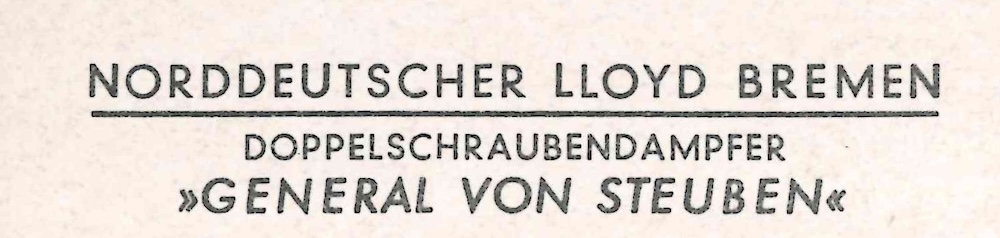 NORDDEUTSCHER LLOYD BREMEN
DOPPELSCHRAUBENDAMPFER
»GENERAL VON STEUBEN«